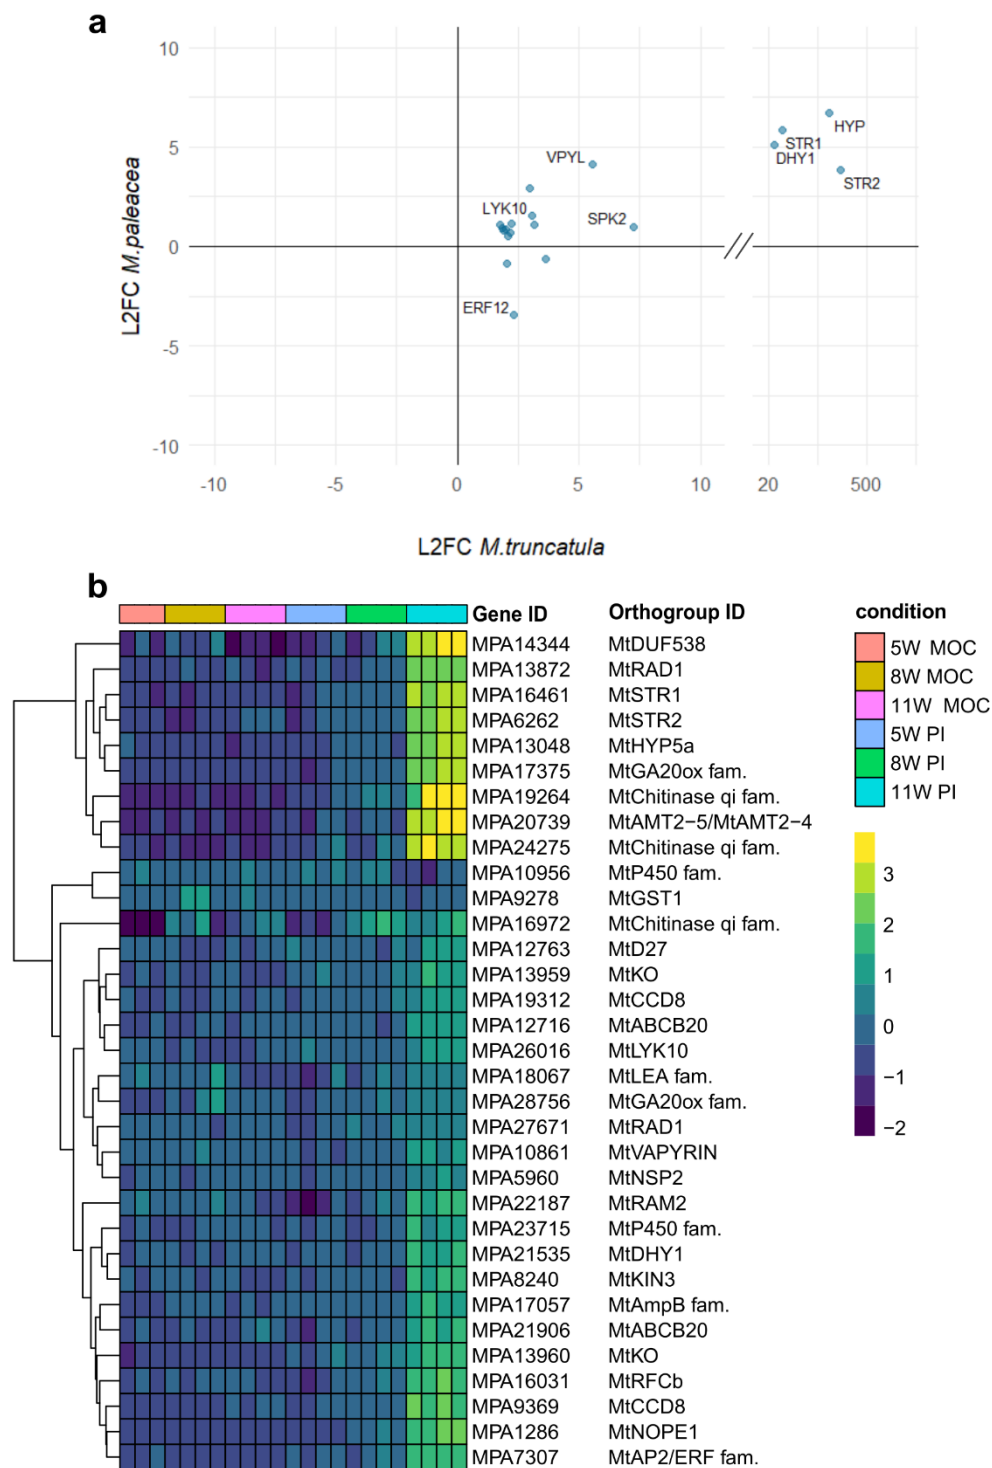 a
10
5
0
-5
-10
L2FC M.paleacea
HYP
STR1
DHY1
STR2
VPYL
LYK10
SPK2
ERF12
-10 -5 0 5 10 20 500
L2FC M.truncatula
b
Gene ID Orthogroup ID condition
MPA14344 MtDUF538
MPA13872 MtRAD1
MPA16461 MtSTR1
MPA6262 MtSTR2
MPA13048 MtHYP5a
MPA17375 MtGA20ox fam.
MPA19264 MtChitinase qi fam.
MPA20739 MtAMT2−5/MtAMT2−4
MPA24275 MtChitinase qi fam.
MPA10956 MtP450 fam.
MPA9278 MtGST1
MPA16972 MtChitinase qi fam.
MPA12763 MtD27
MPA13959 MtKO
MPA19312 MtCCD8
MPA12716 MtABCB20
MPA26016 MtLYK10
MPA18067 MtLEA fam.
MPA28756 MtGA20ox fam.
MPA27671 MtRAD1
MPA10861 MtVAPYRIN
MPA5960 MtNSP2
MPA22187 MtRAM2
MPA23715 MtP450 fam.
MPA21535 MtDHY1
MPA8240 MtKIN3
MPA17057 MtAmpB fam.
MPA21906 MtABCB20
MPA13960 MtKO
MPA16031 MtRFCb
MPA9369 MtCCD8
MPA1286 MtNOPE1
MPA7307 MtAP2/ERF fam.
5W MOC
8W MOC
11W MOC
5W PI
8W PI
11W PI
3
2
1
0
−1
−2